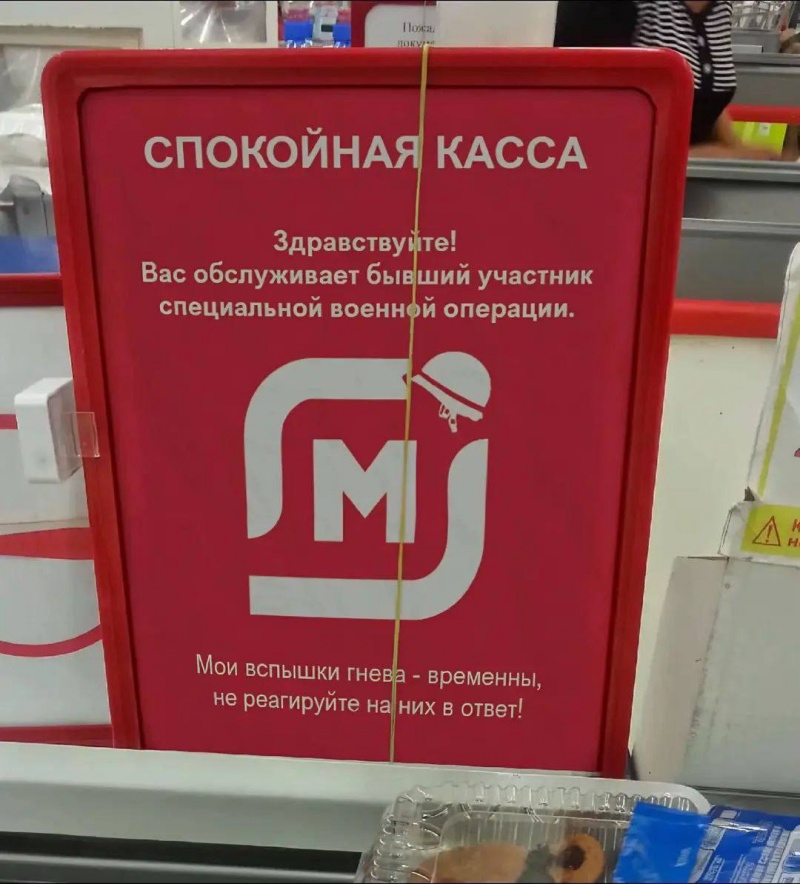 СПОКОЙНАЯ КАССА
Здравствуйте!
Вас обслуживает бывший участник
специальной военной операции.
М
Мои вспышки гнева - временны,
не реагируйте на них в ответ!